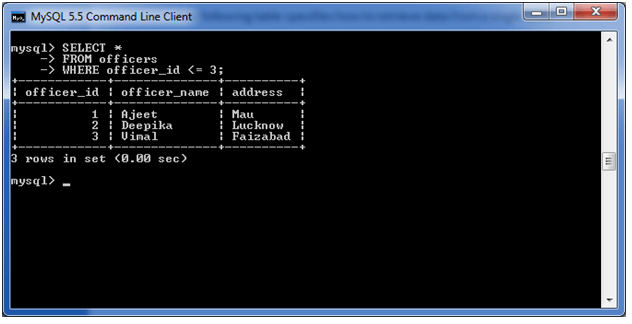 MySQL 5.5 Command Line Client
mysql> SELECT *
    -> FROM officers
    -> WHERE officer_id <= 3;
+------------+--------------+-----------+
| officer_id | officer_name | address   |
+------------+--------------+-----------+
|          1 | Ajeet        | Mau       |
|          2 | Deepika      | Lucknow   |
|          3 | Vimal        | Faizabad  |
+------------+--------------+-----------+
3 rows in set (0.00 sec)
mysql> _